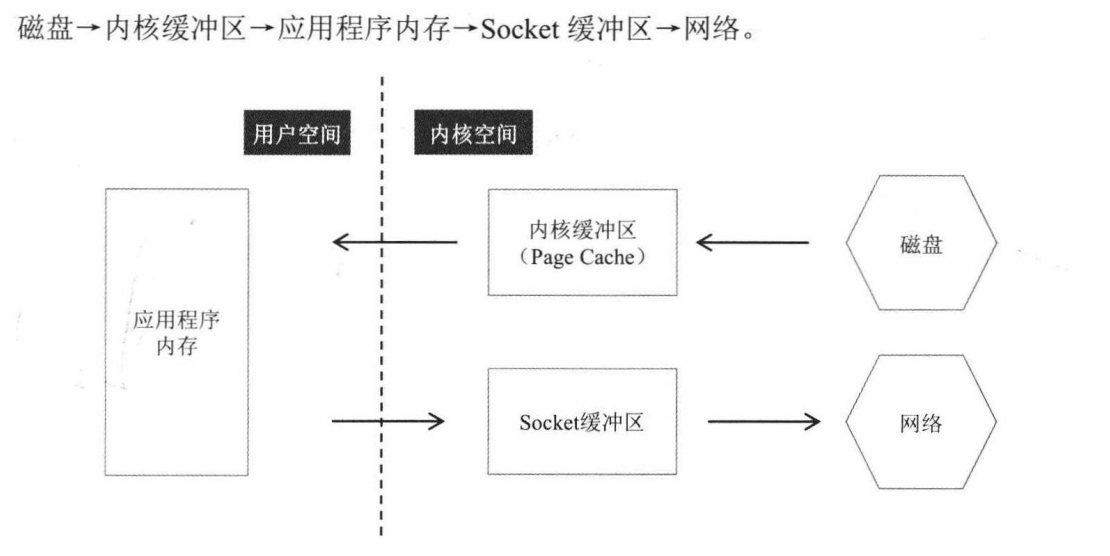 磁盘→内核缓冲区→应用程序内存→Socket 缓冲区→网络。
用户空间
内核空间
内核缓冲区
（Page Cache）
磁盘
应用程序
内存
Socket缓冲区
网络